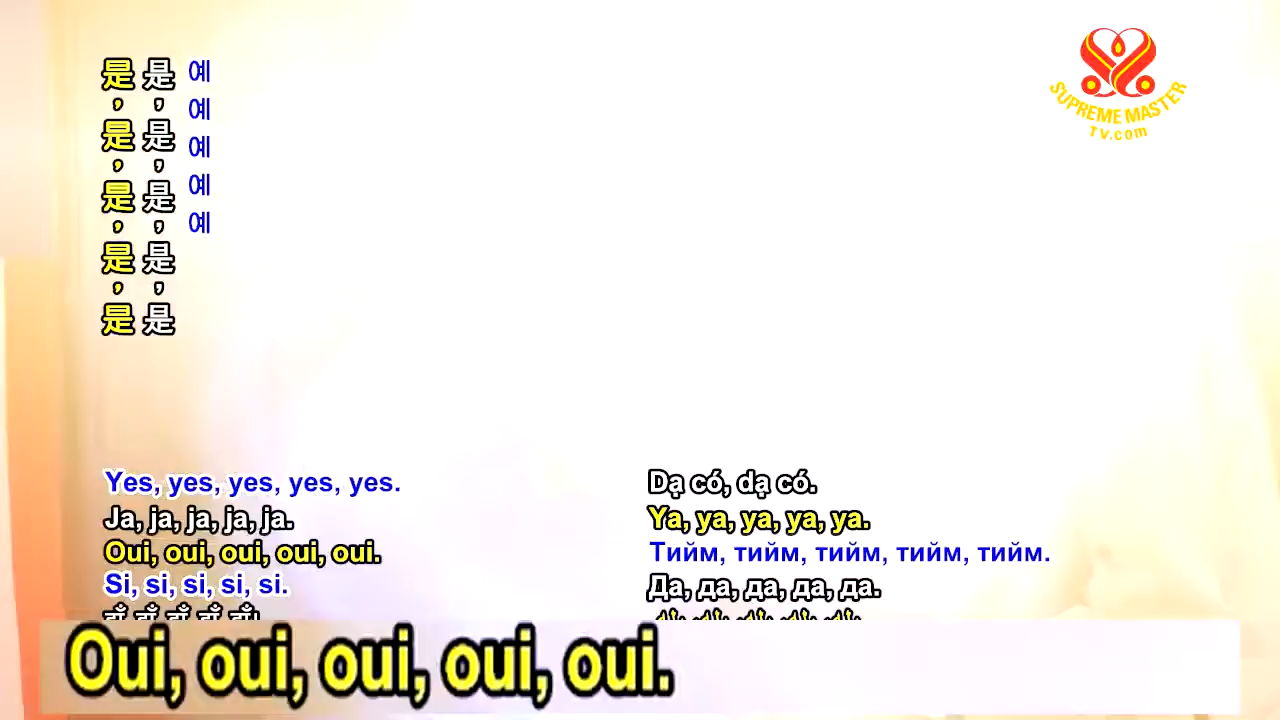 是,是,是,是,是
是,是,是,是,是
예 예 예 예 예
SUPREME MASTER
TV.com
Yes, yes, yes, yes, yes.
Ja, ja, ja, ja, ja.
Oui, oui, oui, oui, oui.
Si, si, si, si, si.
Dạ có, dạ có.
Ya, ya, ya, ya, ya.
Тийм, тийм, тийм, тийм, тийм.
Да, да, да, да, да.
Oui, oui, oui, oui, oui.